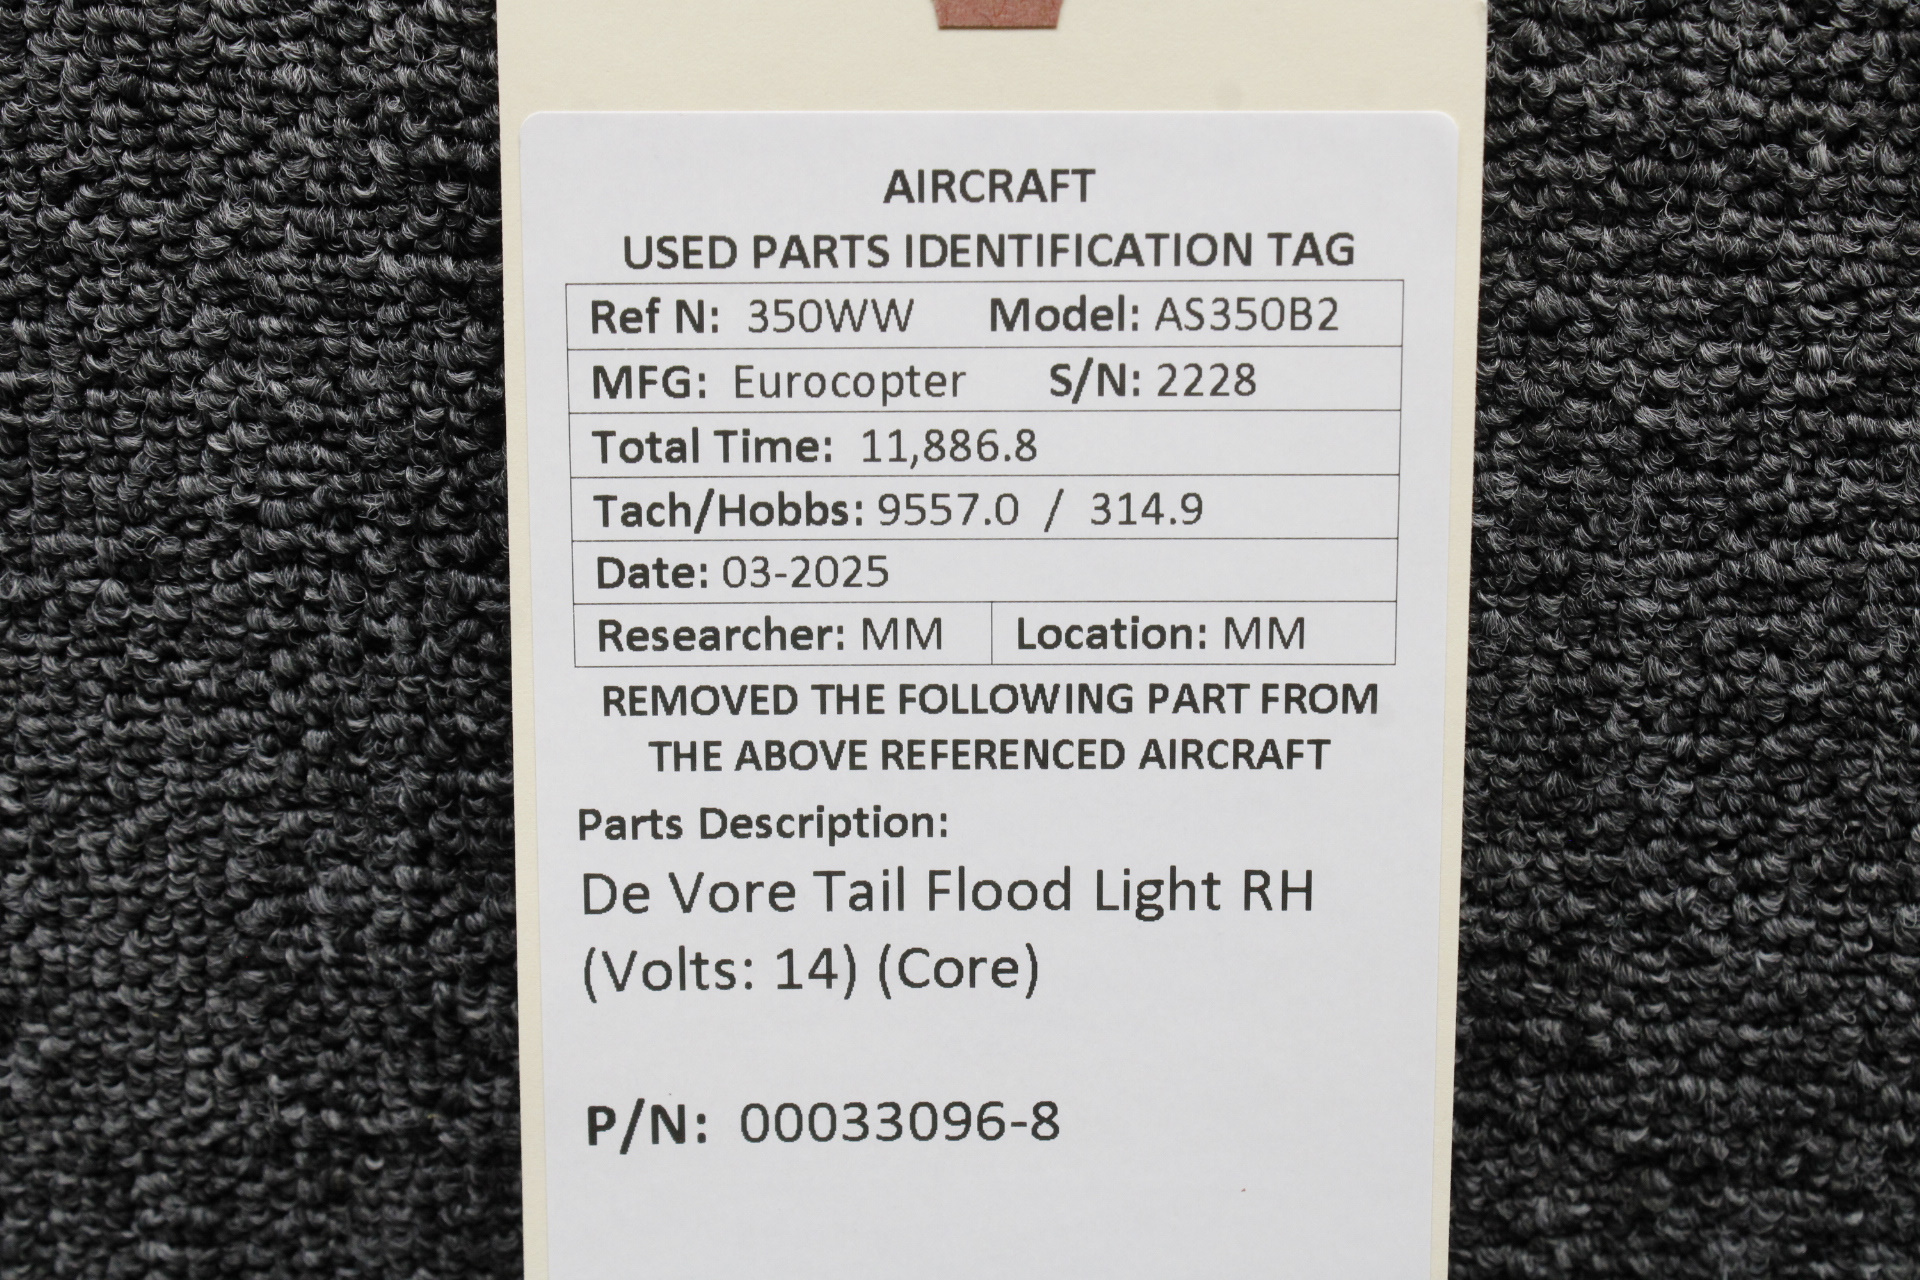 AIRCRAFT
USED PARTS IDENTIFICATION TAG
Ref N: 350WW Model: AS350B2
MFG: Eurocopter S/N: 2228
Total Time: 11,886.8
Tach/Hobbs: 9557.0 / 314.9
Date: 03-2025
Researcher: MM Location: MM
REMOVED THE FOLLOWING PART FROM
THE ABOVE REFERENCED AIRCRAFT
Parts Description:
De Vore Tail Flood Light RH
(Volts: 14) (Core)
P/N: 00033096-8